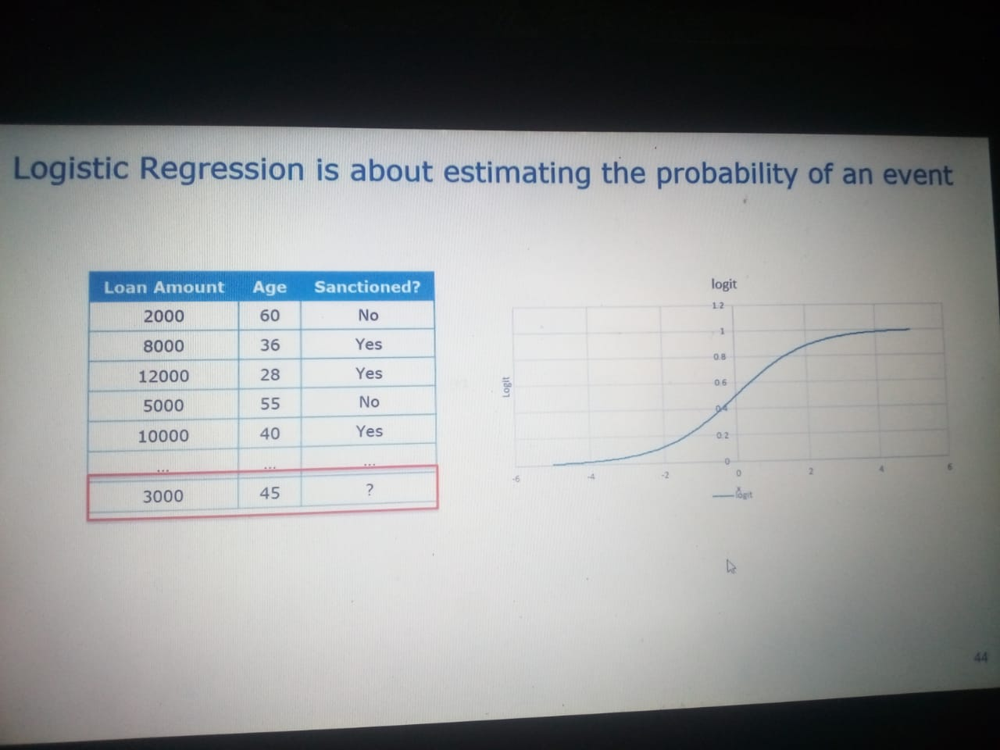 Logistic Regression is about estimating the probability of an event
Loan Amount Age Sanctioned?
2000 60 No
8000 36 Yes
12000 28 Yes
5000 55 No
10000 40 Yes
... ... ...
3000 45 ?
logit
1.2
1
0.8
0.6
0.4
0.2
0
Logit
-6 -4 -2 0 2 4 6
x
logit
44